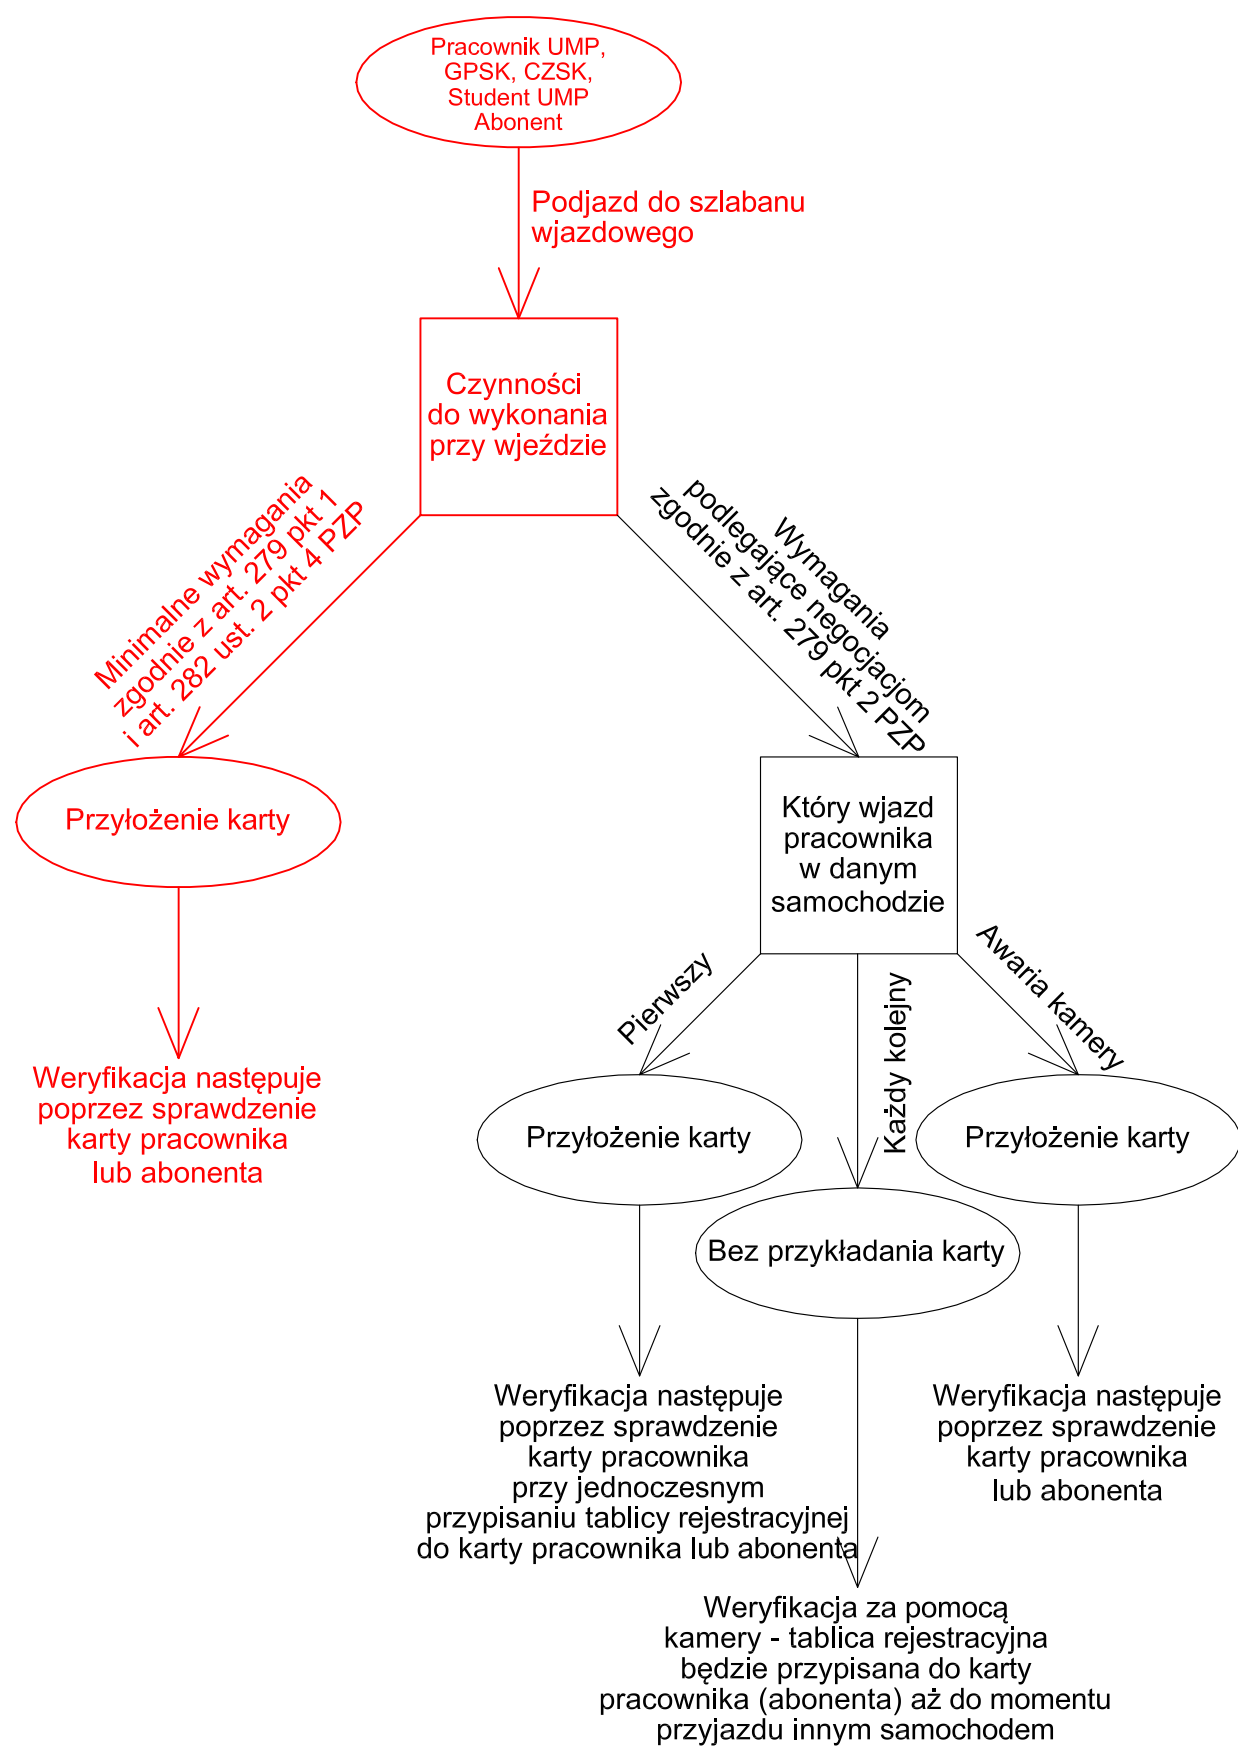 Pracownik UMP,
GPSK, CZSK,
Student UMP
Abonent
Podjazd do szlabanu
wjazdowego
Czynności
do wykonania
przy wjeździe
Minimalne wymagania
zgodnie z art. 279 pkt 1
i art. 282 ust. 2 pkt 4 PZP
Wymagania
podlegające negocjacjom
zgodnie z art. 279 pkt 2 PZP
Przyłożenie karty
Który wjazd
pracownika
w danym
samochodzie
Pierwszy
Każdy kolejny
Awaria kamery
Weryfikacja następuje
poprzez sprawdzenie
karty pracownika
lub abonenta
Przyłożenie karty
Bez przykładania karty
Przyłożenie karty
Weryfikacja następuje
poprzez sprawdzenie
karty pracownika
przy jednoczesnym
przypisaniu tablicy rejestracyjnej
do karty pracownika lub abonenta
Weryfikacja następuje
poprzez sprawdzenie
karty pracownika
lub abonenta
Weryfikacja za pomocą
kamery - tablica rejestracyjna
będzie przypisana do karty
pracownika (abonenta) aż do momentu
przyjazdu innym samochodem